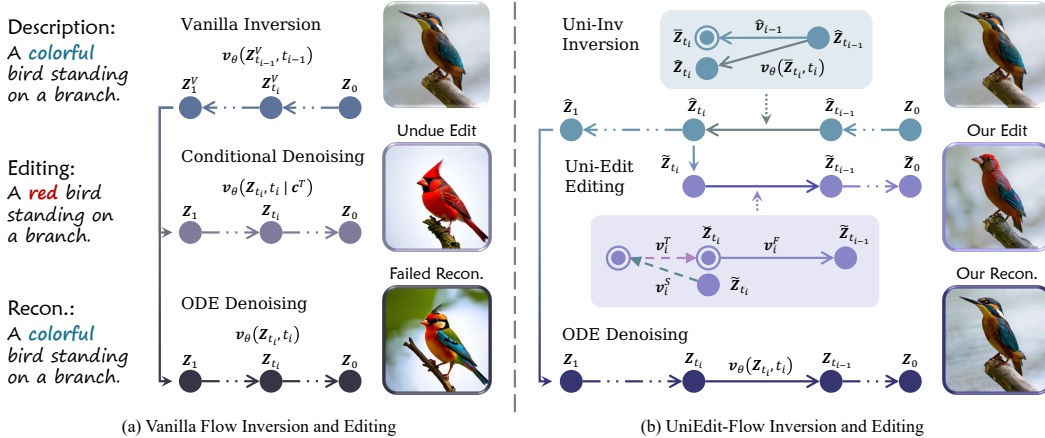 Description:
A colorful
bird standing
on a branch.
Editing:
A red bird
standing on
a branch.
Recon.:
A colorful
bird standing
on a branch.
Vanilla Inversion
v_θ(Z^V_{t_{i-1}}, t_{i-1})
Z^V_1 Z^V_{t_i} Z_0
Conditional Denoising
v_θ(Z_{t_i}, t_i | c^T)
Z_1 Z_{t_i} Z_0
ODE Denoising
v_θ(Z_{t_i}, t_i)
Z_1 Z_{t_i} Z_0
Undue Edit
Failed Recon.
(a) Vanilla Flow Inversion and Editing
Uni-Inv
Inversion
Z̅_{t_i} v̂_{i-1} Ẑ_{t_{i-1}}
Ẑ_{t_i} v_θ(Z̅_{t_i}, t_i)
Ẑ_1 Ẑ_{t_i} Ẑ_{t_{i-1}} Z_0
Uni-Edit
Editing
Z̃_{t_i} Z̃_{t_{i-1}} Z̃_0
v^T_i Z̃_{t_i} v^F_i Z̃_{t_{i-1}}
v^S_i Z̃_{t_i}
ODE Denoising
Z_1 Z_{t_i} v_θ(Z_{t_i}, t_i) Z_{t_{i-1}} Z_0
Our Edit
Our Recon.
(b) UniEdit-Flow Inversion and Editing